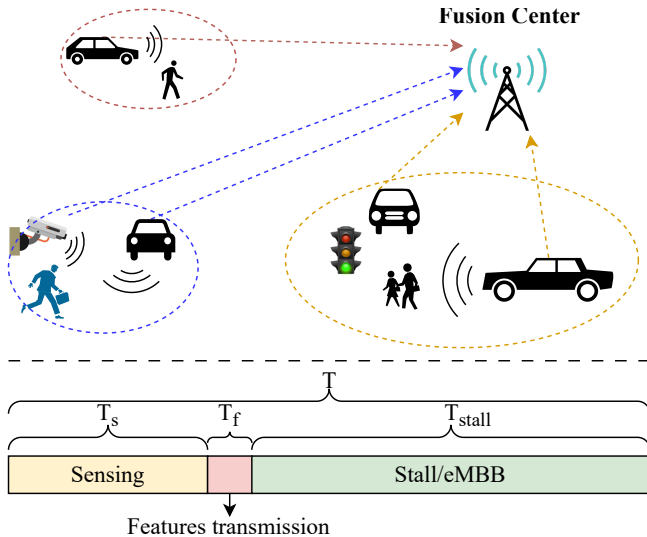 Fusion Center
T
T_s T_f T_stall
Sensing Stall/eMBB
Features transmission